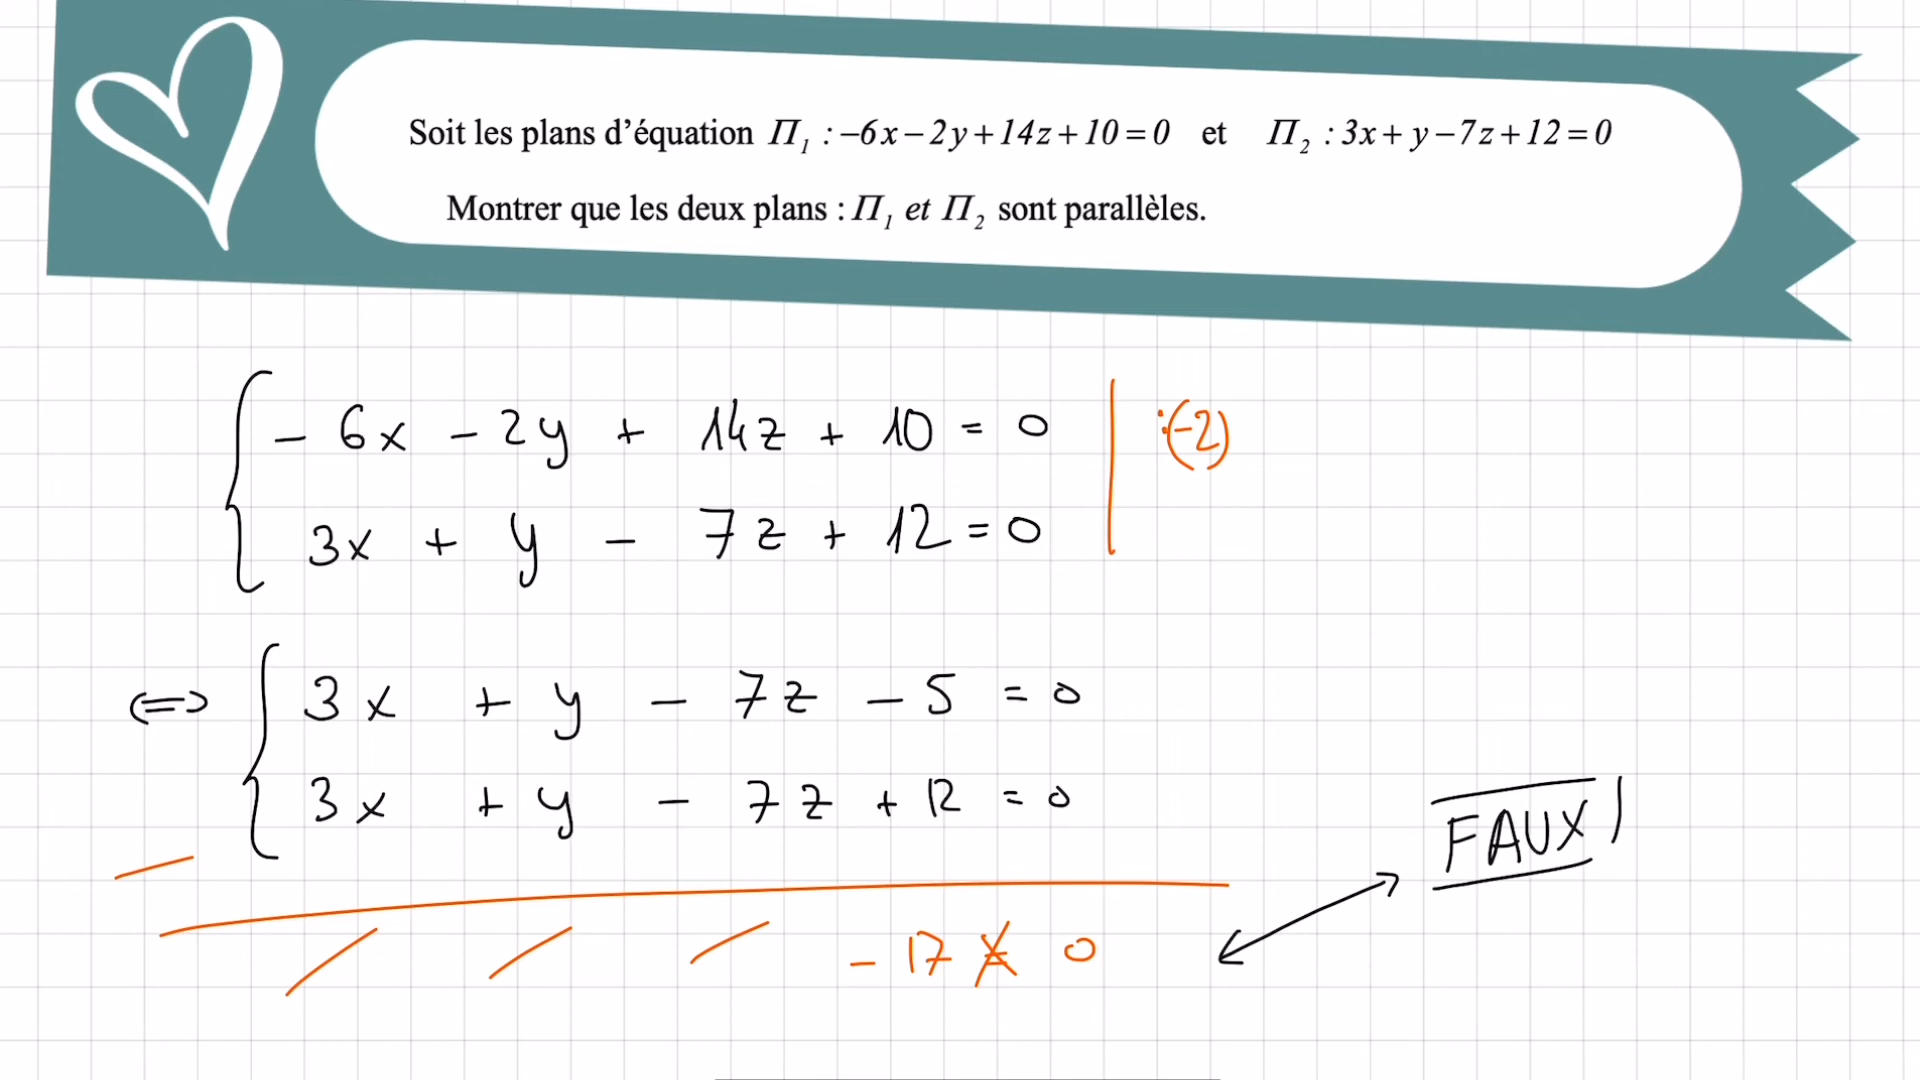 Soit les plans d'équation Π₁ : −6x−2y+14z+10=0 et Π₂ : 3x+y−7z+12=0
Montrer que les deux plans : Π₁ et Π₂ sont parallèles.
− 6x − 2y + 14z + 10 = 0 | :(−2)
3x + y − 7z + 12 = 0
⇔ { 3x + y − 7z − 5 = 0
3x + y − 7z + 12 = 0
− 17 ≠ 0
FAUX !